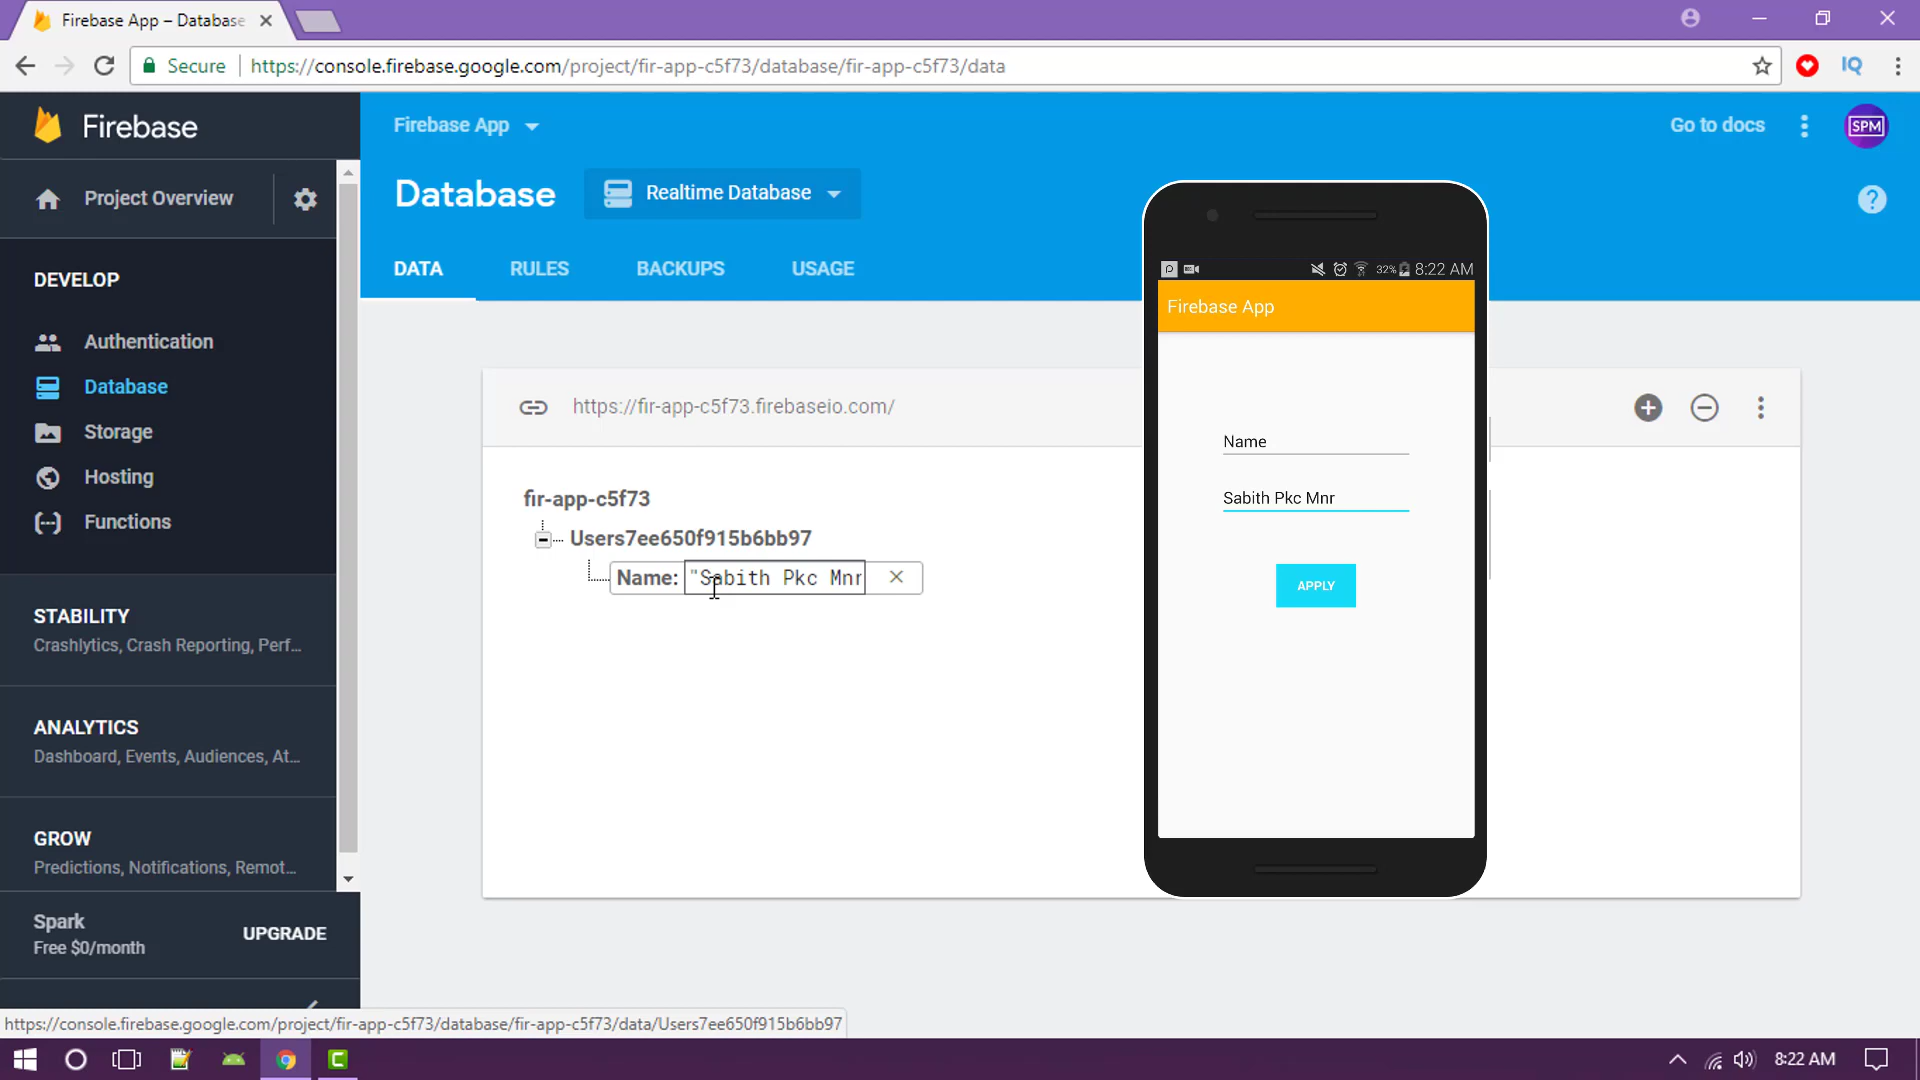 Firebase App – Database
Secure
https://console.firebase.google.com/project/fir-app-c5f73/database/fir-app-c5f73/data
IQ
Firebase
Firebase App
Go to docs
SPM
Project Overview
Database
Realtime Database
?
DATA
RULES
BACKUPS
USAGE
DEVELOP
Authentication
Database
Storage
Hosting
Functions
STABILITY
Crashlytics, Crash Reporting, Perf...
ANALYTICS
Dashboard, Events, Audiences, At...
GROW
Predictions, Notifications, Remot...
Spark
Free $0/month
UPGRADE
https://fir-app-c5f73.firebaseio.com/
fir-app-c5f73
Users7ee650f915b6bb97
Name: "Sabith Pkc Mnr
32% 8:22 AM
Firebase App
Name
Sabith Pkc Mnr
APPLY
https://console.firebase.google.com/project/fir-app-c5f73/database/fir-app-c5f73/data/Users7ee650f915b6bb97
8:22 AM